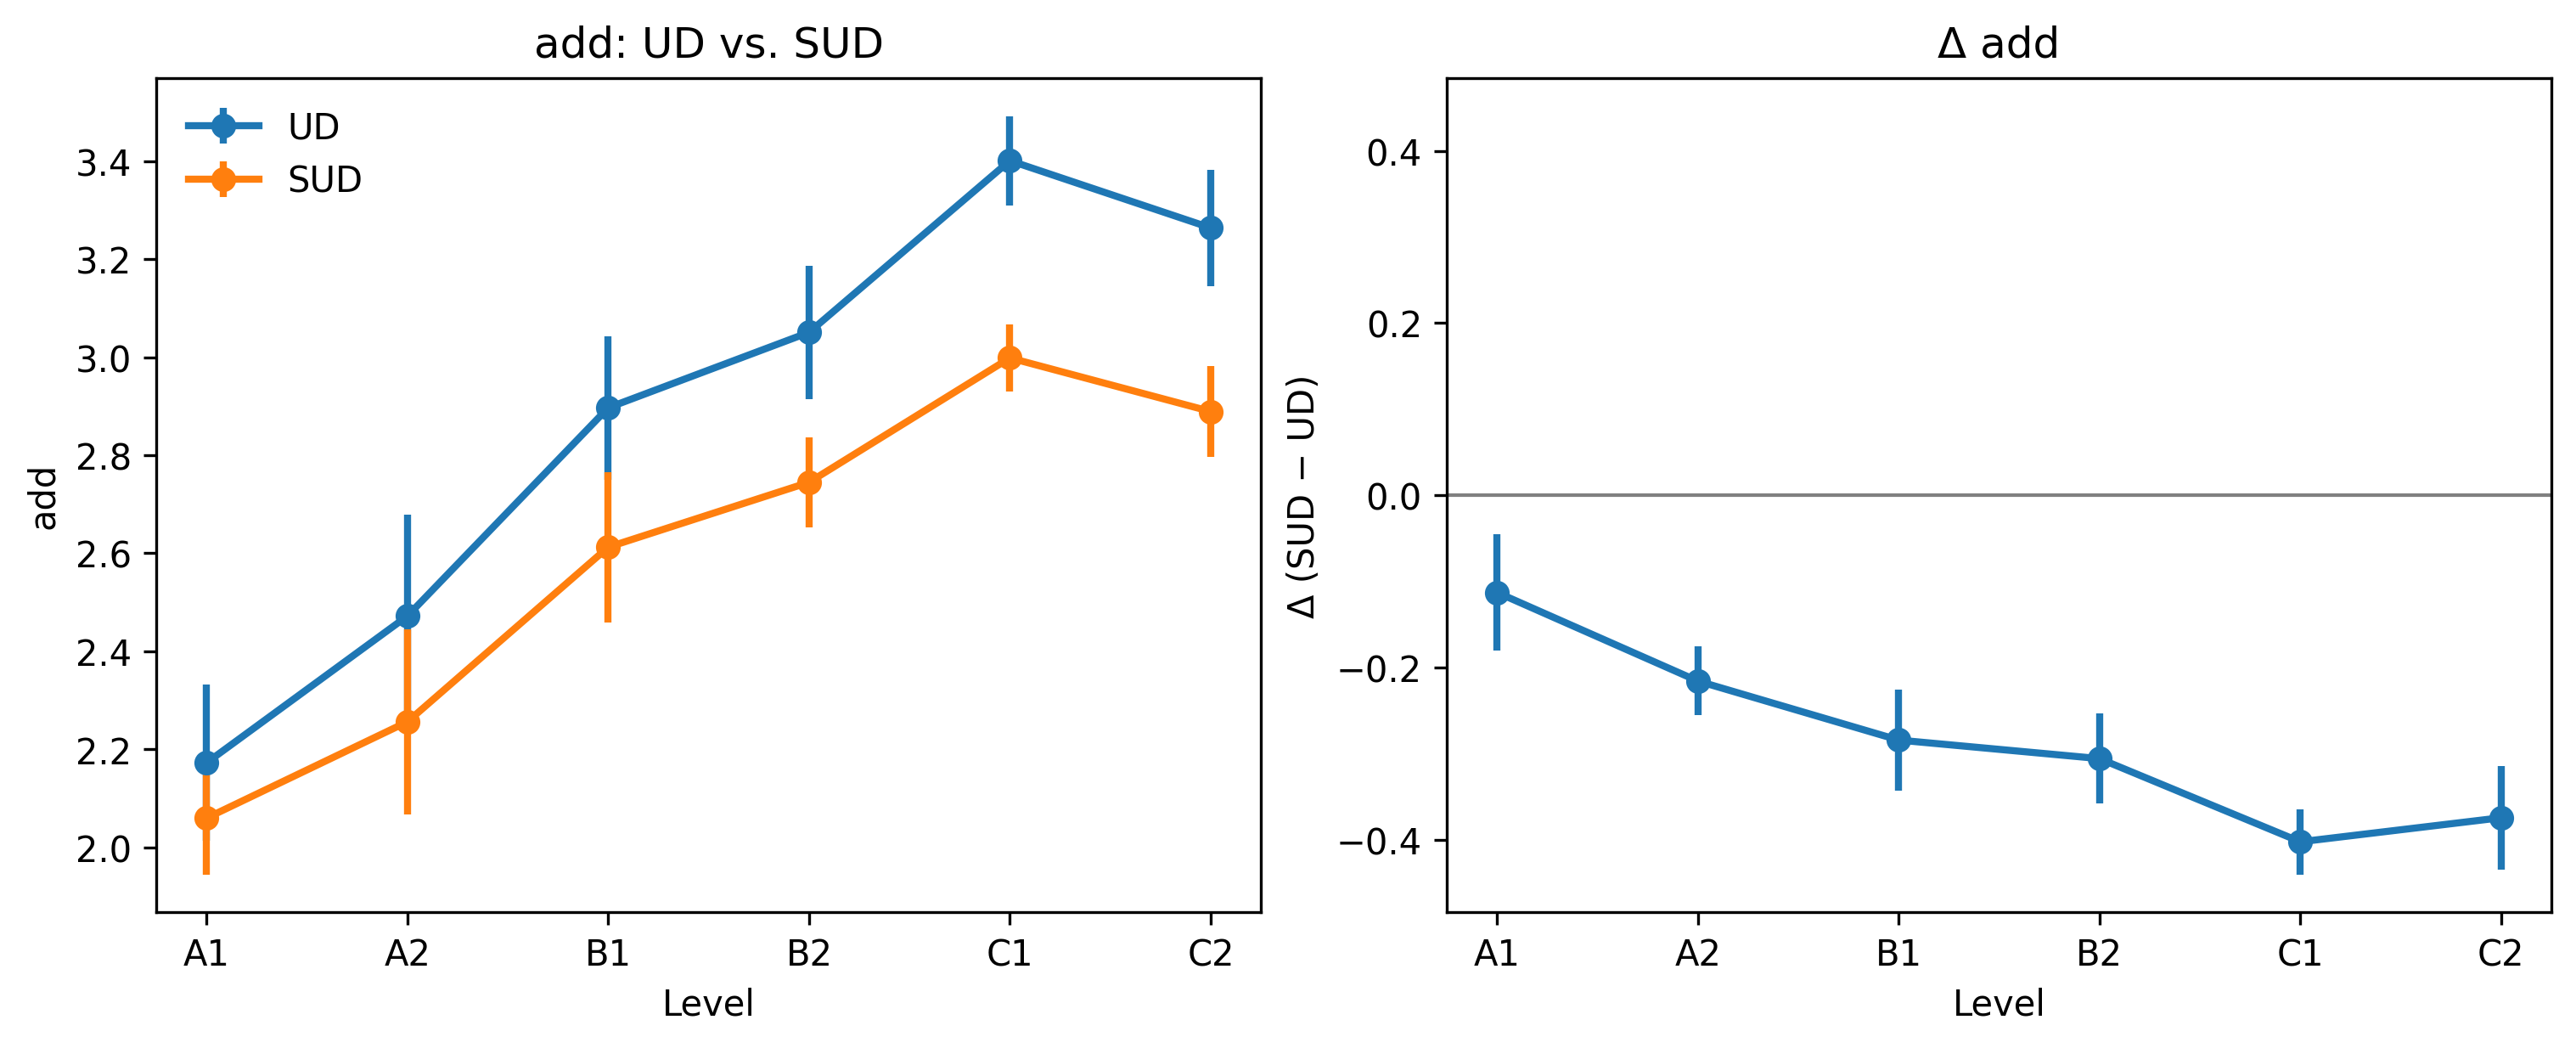 add: UD vs. SUD
UD
SUD
3.4
3.2
3.0
2.8
2.6
2.4
2.2
2.0
add
A1 A2 B1 B2 C1 C2
Level
Δ add
0.4
0.2
0.0
−0.2
−0.4
Δ (SUD − UD)
A1 A2 B1 B2 C1 C2
Level